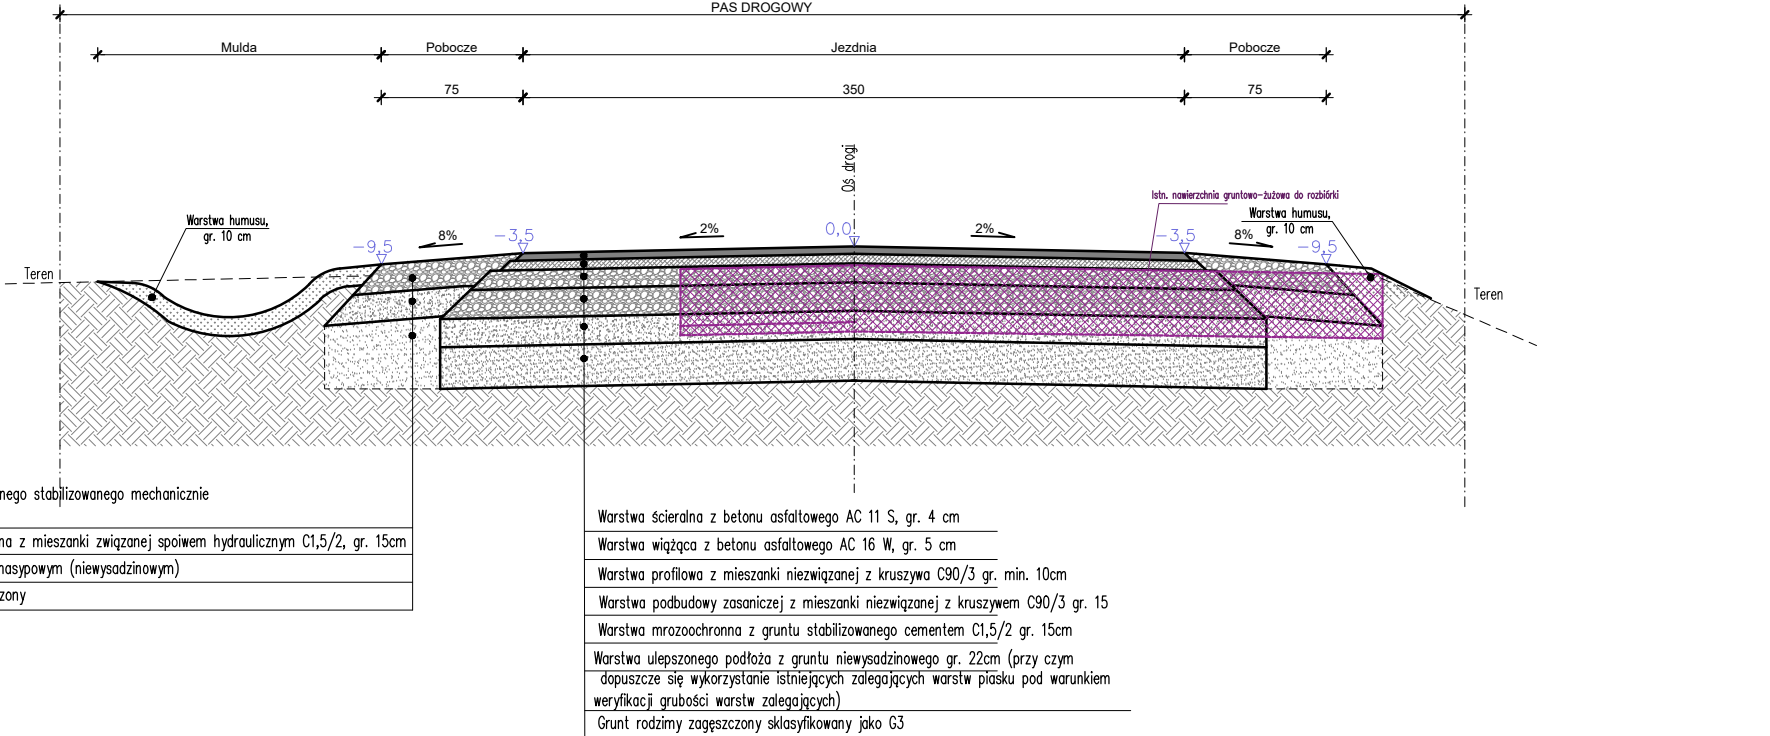 PAS DROGOWY
Mulda
Pobocze
Jezdnia
Pobocze
75
350
75
Oś drogi
Istn. nawierzchnia gruntowo-żużowa do rozbiórki
Warstwa humusu,
gr. 10 cm
Warstwa humusu,
gr. 10 cm
-9,5
8%
-3,5
2%
0,0
2%
-3,5
8%
-9,5
Teren
Teren
nego stabilizowanego mechanicznie
na z mieszanki związanej spoiwem hydraulicznym C1,5/2, gr. 15cm
nasypowym (niewysadzinowym)
zony
Warstwa ścieralna z betonu asfaltowego AC 11 S, gr. 4 cm
Warstwa wiążąca z betonu asfaltowego AC 16 W, gr. 5 cm
Warstwa profilowa z mieszanki niezwiązanej z kruszywa C90/3 gr. min. 10cm
Warstwa podbudowy zasaniczej z mieszanki niezwiązanej z kruszywem C90/3 gr. 15
Warstwa mrozoochronna z gruntu stabilizowanego cementem C1,5/2 gr. 15cm
Warstwa ulepszonego podłoża z gruntu niewysadzinowego gr. 22cm (przy czym
dopuszcze się wykorzystanie istniejących zalegających warstw piasku pod warunkiem
weryfikacji grubości warstw zalegających)
Grunt rodzimy zagęszczony sklasyfikowany jako G3